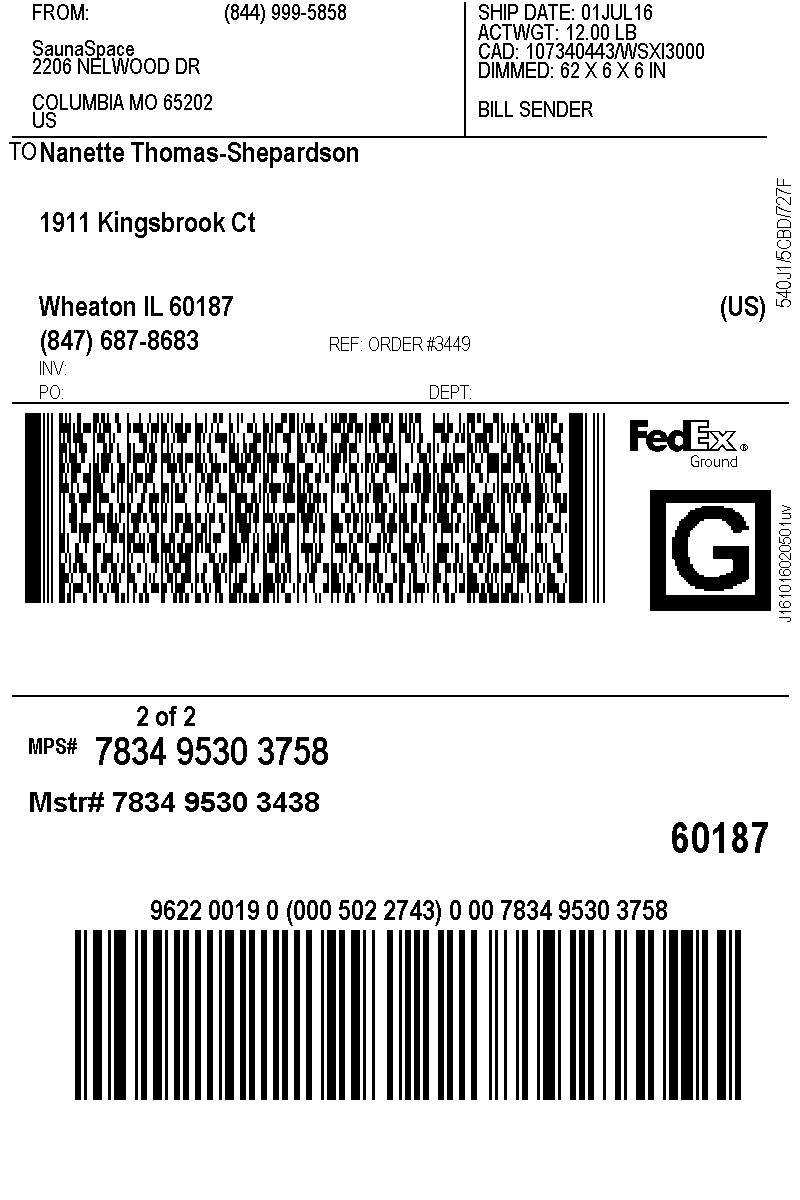 FROM: (844) 999-5858
SaunaSpace
2206 NELWOOD DR
COLUMBIA MO 65202
US
SHIP DATE: 01JUL16
ACTWGT: 12.00 LB
CAD: 107340443/WSXI3000
DIMMED: 62 X 6 X 6 IN
BILL SENDER
TO Nanette Thomas-Shepardson
1911 Kingsbrook Ct
Wheaton IL 60187 (US)
(847) 687-8683 REF: ORDER #3449
INV:
PO: DEPT:
540J1/5CBD/727F
FedEx ®
Ground
G
J161016020501uv
2 of 2
MPS# 7834 9530 3758
Mstr# 7834 9530 3438
60187
9622 0019 0 (000 502 2743) 0 00 7834 9530 3758